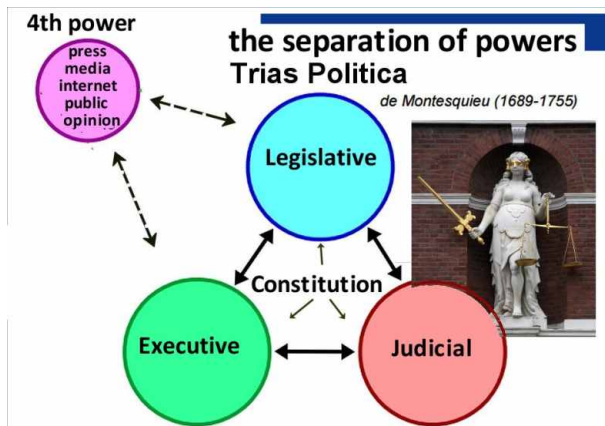 4th power
press
media
internet
public
opinion
the separation of powers
Trias Politica
de Montesquieu (1689-1755)
Legislative
Constitution
Executive
Judicial